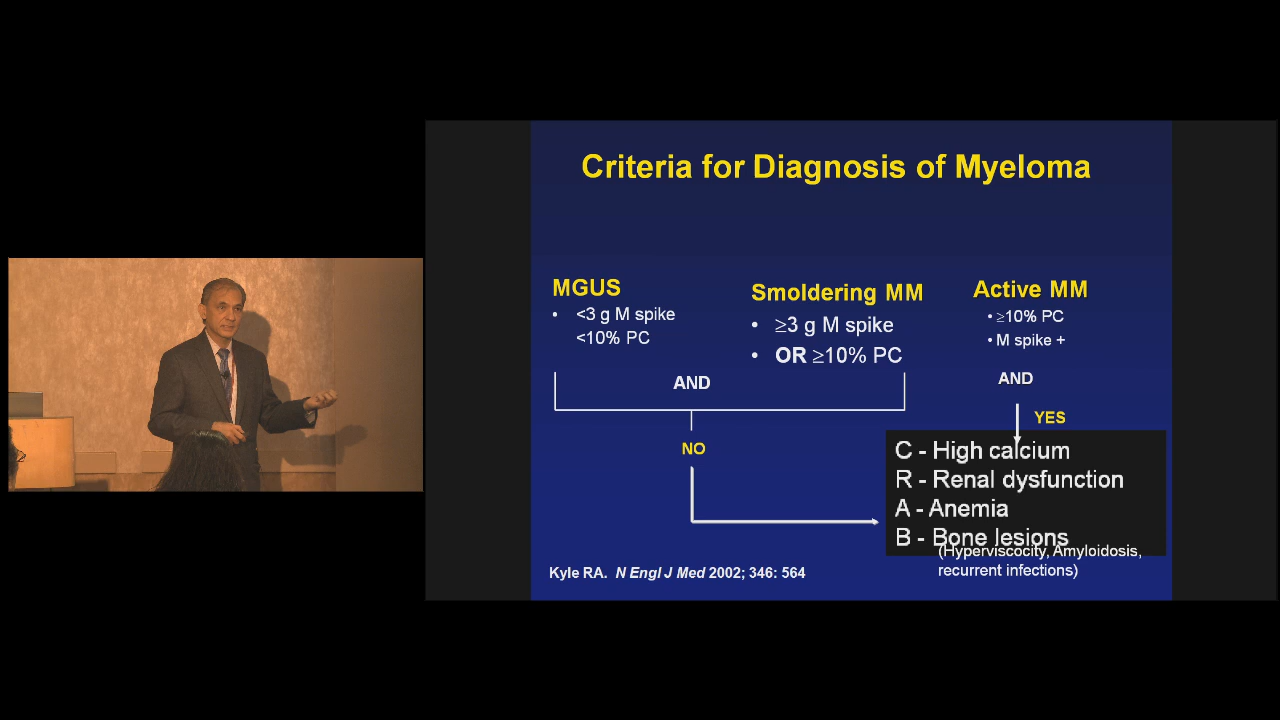 Criteria for Diagnosis of Myeloma
MGUS
• <3 g M spike
<10% PC
Smoldering MM
• ≥3 g M spike
• OR ≥10% PC
Active MM
• ≥10% PC
• M spike +
AND
AND
YES
NO
C - High calcium
R - Renal dysfunction
A - Anemia
B - Bone lesions
(Hyperviscocity, Amyloidosis,
recurrent infections)
Kyle RA. N Engl J Med 2002; 346: 564